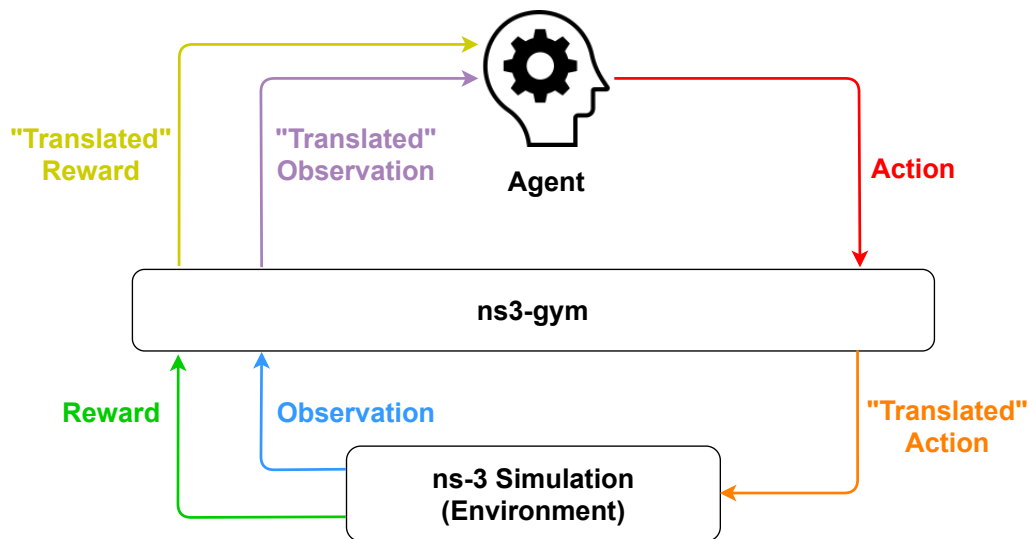 "Translated"
Reward
"Translated"
Observation
Agent
Action
ns3-gym
Reward
Observation
"Translated"
Action
ns-3 Simulation
(Environment)